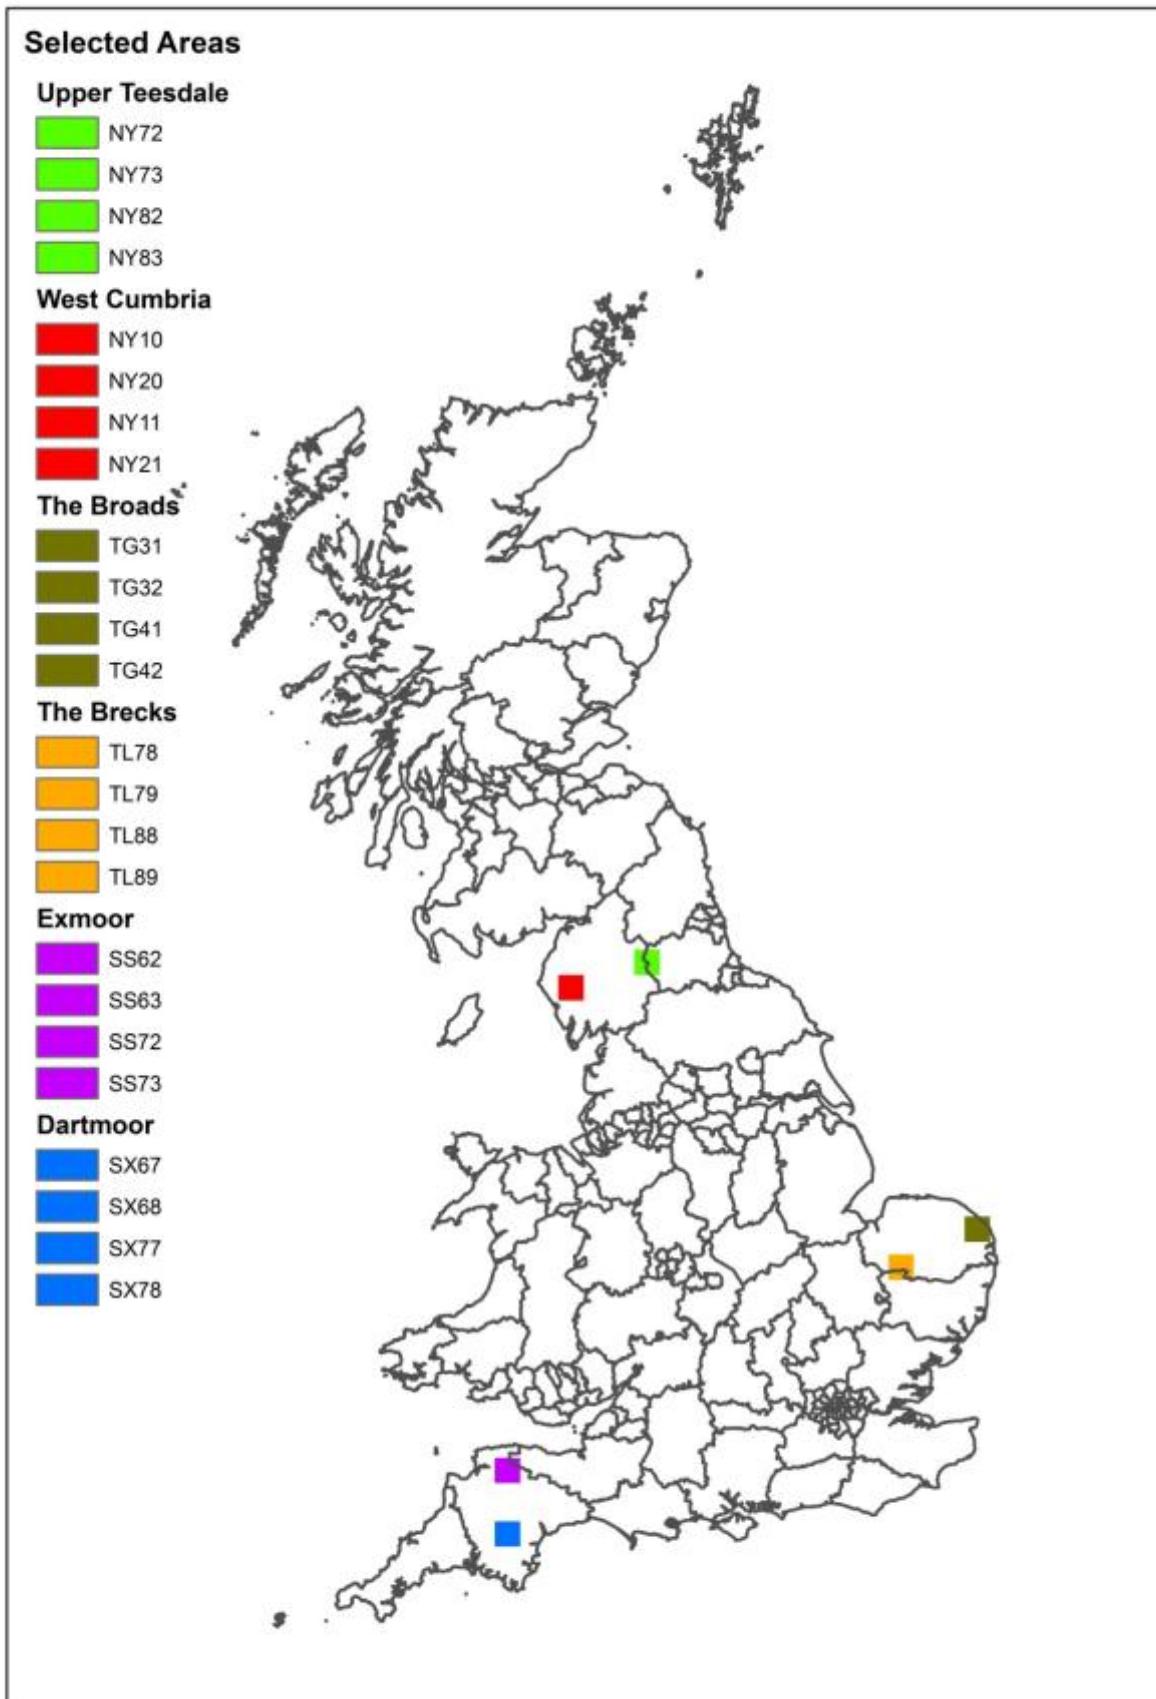 Selected Areas
Upper Teesdale
NY72
NY73
NY82
NY83
West Cumbria
NY10
NY20
NY11
NY21
The Broads
TG31
TG32
TG41
TG42
The Brecks
TL78
TL79
TL88
TL89
Exmoor
SS62
SS63
SS72
SS73
Dartmoor
SX67
SX68
SX77
SX78